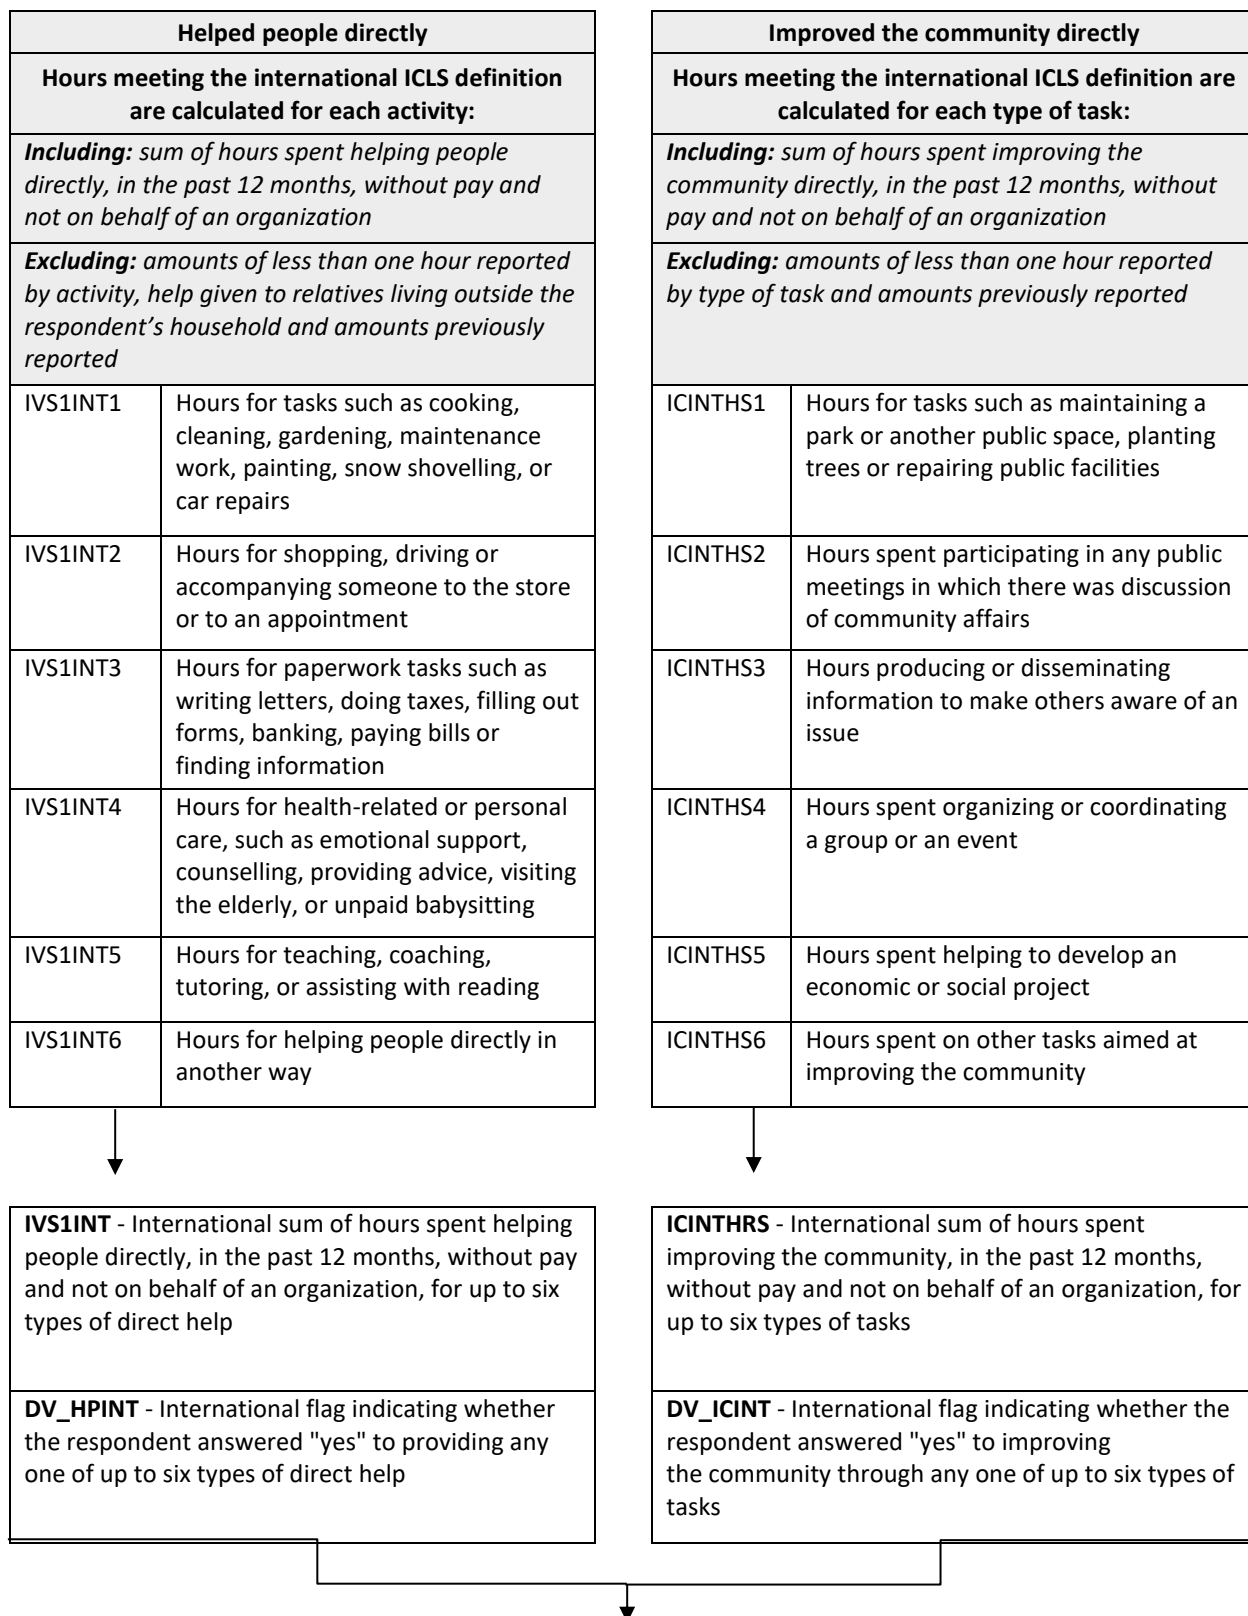 Helped people directly
Hours meeting the international ICLS definition
are calculated for each activity:
Including: sum of hours spent helping people
directly, in the past 12 months, without pay and
not on behalf of an organization
Excluding: amounts of less than one hour reported
by activity, help given to relatives living outside the
respondent’s household and amounts previously
reported
IVS1INT1
Hours for tasks such as cooking,
cleaning, gardening, maintenance
work, painting, snow shovelling, or
car repairs
IVS1INT2
Hours for shopping, driving or
accompanying someone to the store
or to an appointment
IVS1INT3
Hours for paperwork tasks such as
writing letters, doing taxes, filling out
forms, banking, paying bills or
finding information
IVS1INT4
Hours for health-related or personal
care, such as emotional support,
counselling, providing advice, visiting
the elderly, or unpaid babysitting
IVS1INT5
Hours for teaching, coaching,
tutoring, or assisting with reading
IVS1INT6
Hours for helping people directly in
another way
IVS1INT - International sum of hours spent helping
people directly, in the past 12 months, without pay
and not on behalf of an organization, for up to six
types of direct help
DV_HPINT - International flag indicating whether
the respondent answered "yes" to providing any
one of up to six types of direct help
Improved the community directly
Hours meeting the international ICLS definition are
calculated for each type of task:
Including: sum of hours spent improving the
community directly, in the past 12 months, without
pay and not on behalf of an organization
Excluding: amounts of less than one hour reported
by type of task and amounts previously reported
ICINTHS1
Hours for tasks such as maintaining a
park or another public space, planting
trees or repairing public facilities
ICINTHS2
Hours spent participating in any public
meetings in which there was discussion
of community affairs
ICINTHS3
Hours producing or disseminating
information to make others aware of an
issue
ICINTHS4
Hours spent organizing or coordinating
a group or an event
ICINTHS5
Hours spent helping to develop an
economic or social project
ICINTHS6
Hours spent on other tasks aimed at
improving the community
ICINTHRS - International sum of hours spent
improving the community, in the past 12 months,
without pay and not on behalf of an organization, for
up to six types of tasks
DV_ICINT - International flag indicating whether the
respondent answered "yes" to improving
the community through any one of up to six types of
tasks